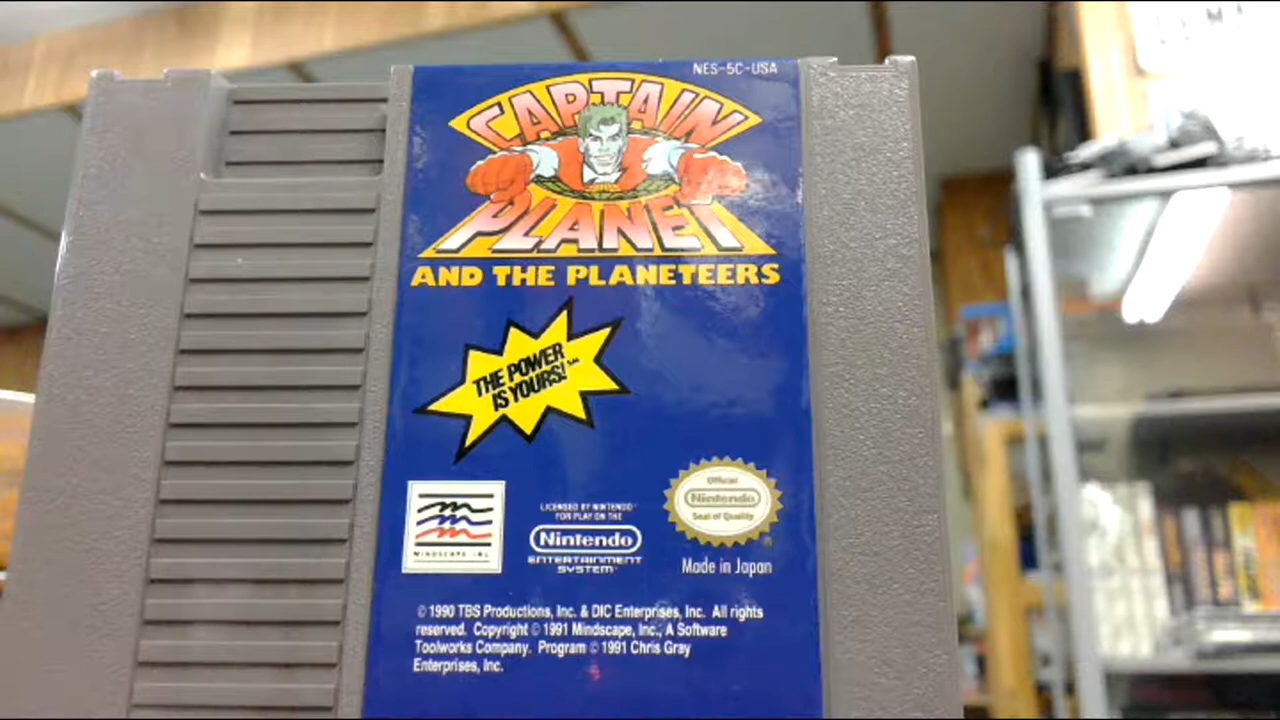 NES-5C-USA
CAPTAIN
PLANET
AND THE PLANETEERS
THE POWER
IS YOURS!
MINDSCAPE INC.
LICENSED BY NINTENDO
FOR PLAY ON THE
Nintendo
ENTERTAINMENT
SYSTEM
Official
Nintendo
Seal of Quality
Made in Japan
© 1990 TBS Productions, Inc. & DIC Enterprises, Inc. All rights
reserved. Copyright © 1991 Mindscape, Inc., A Software
Toolworks Company. Program © 1991 Chris Gray
Enterprises, Inc.